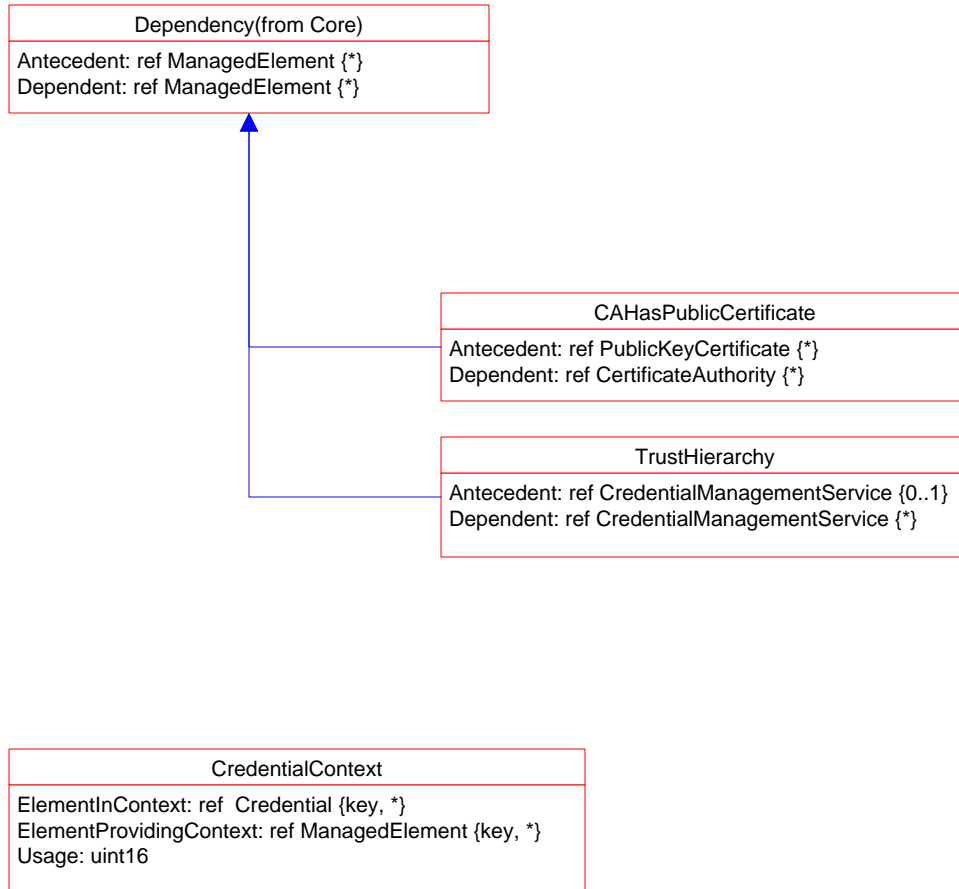 Dependency(from Core)
Antecedent: ref ManagedElement {*}
Dependent: ref ManagedElement {*}
CAHasPublicCertificate
Antecedent: ref PublicKeyCertificate {*}
Dependent: ref CertificateAuthority {*}
TrustHierarchy
Antecedent: ref CredentialManagementService {0..1}
Dependent: ref CredentialManagementService {*}
CredentialContext
ElementInContext: ref  Credential {key, *}
ElementProvidingContext: ref ManagedElement {key, *}
Usage: uint16